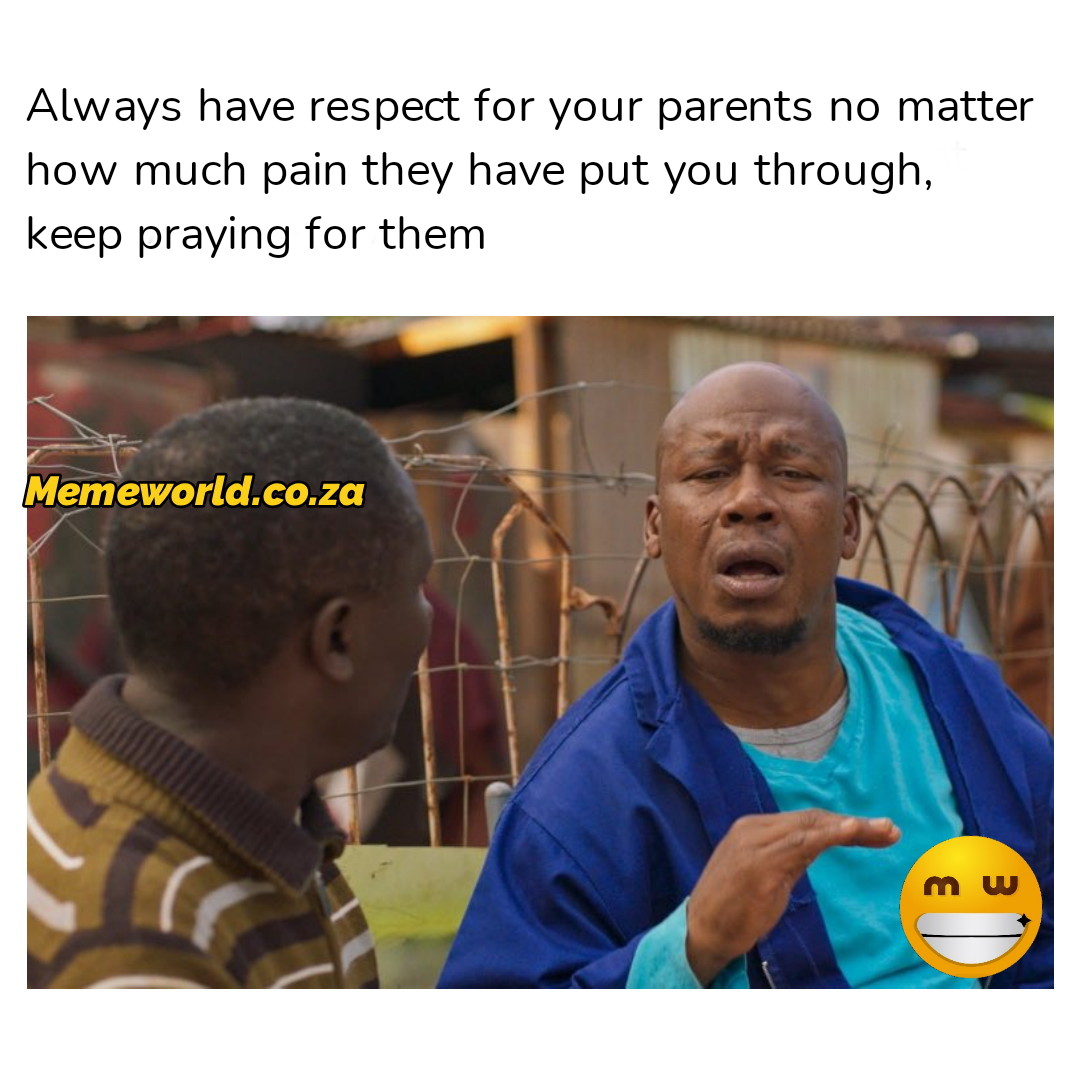 Always have respect for your parents no matter
how much pain they have put you through,
keep praying for them
Memeworld.co.za
m w